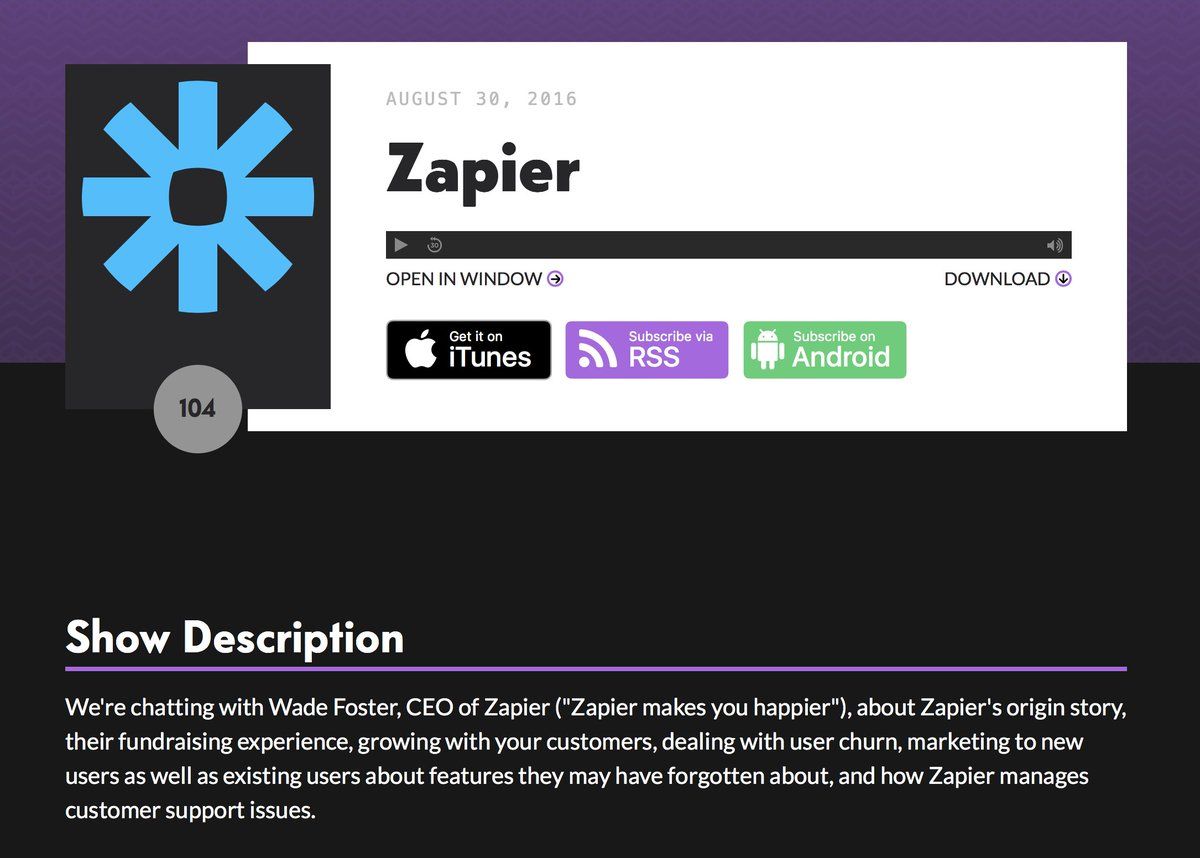 AUGUST 30, 2016
Zapier
30
OPEN IN WINDOW
DOWNLOAD
Get it on
iTunes
Subscribe via
RSS
Subscribe on
Android
104
Show Description
We're chatting with Wade Foster, CEO of Zapier ("Zapier makes you happier"), about Zapier's origin story,
their fundraising experience, growing with your customers, dealing with user churn, marketing to new
users as well as existing users about features they may have forgotten about, and how Zapier manages
customer support issues.